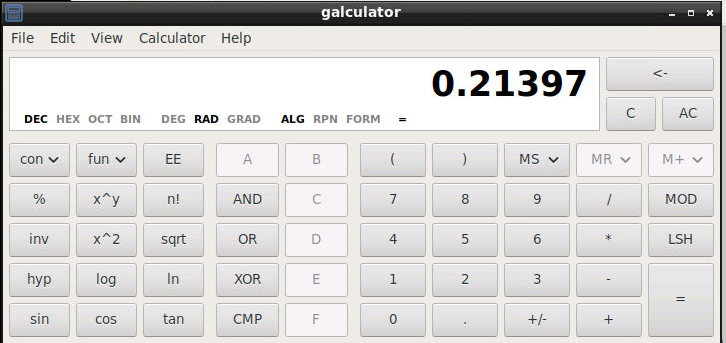 galculator
File Edit View Calculator Help
0.21397
<-
DEC HEX OCT BIN DEG RAD GRAD ALG RPN FORM =
C AC
con fun EE A B ( ) MS MR M+
% x^y n! AND C 7 8 9 / MOD
inv x^2 sqrt OR D 4 5 6 * LSH
hyp log ln XOR E 1 2 3 - =
sin cos tan CMP F 0 . +/- +